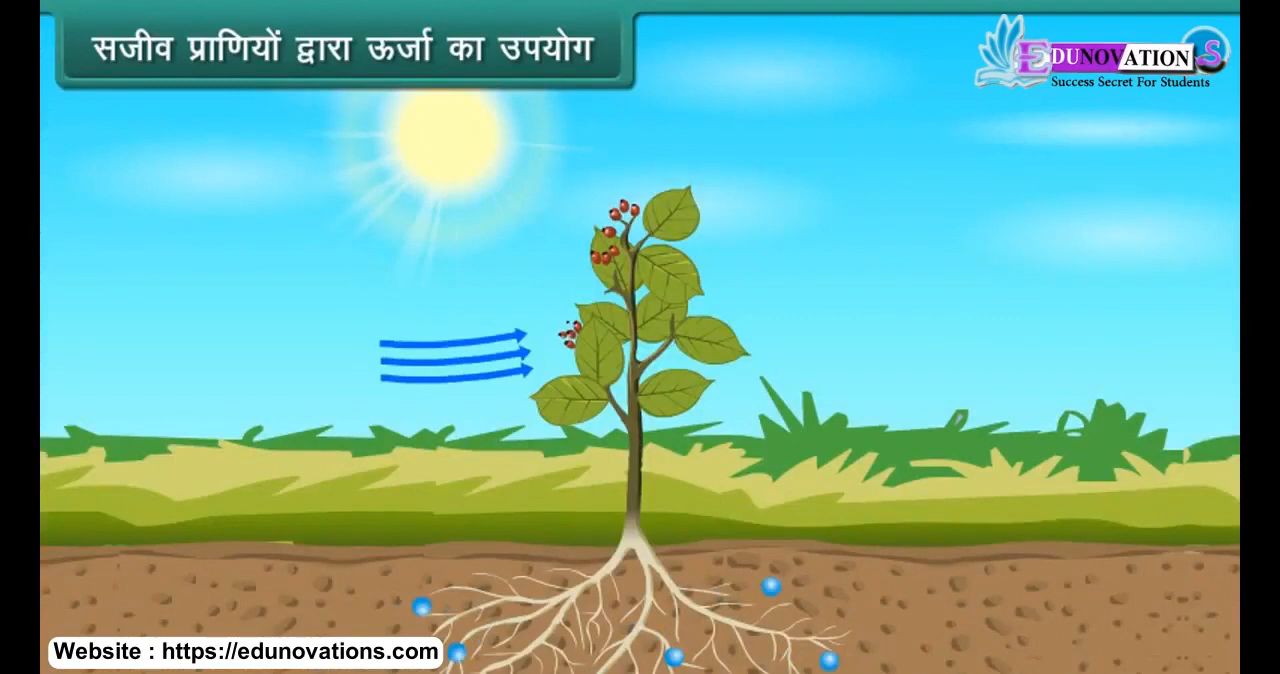 सजीव प्राणियों द्वारा ऊर्जा का उपयोग
EDUNOVATIONS
Success Secret For Students
Website : https://edunovations.com